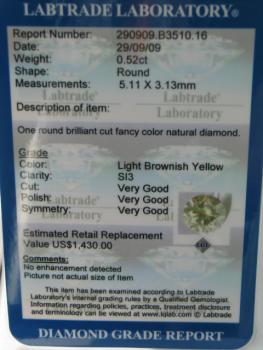 LABTRADE LABORATORY®
Report Number: 290909.B3510.16
Date: 29/09/09
Weight: 0.52ct
Shape: Round
Measurements: 5.11 X 3.13mm
Description of item:
One round brilliant cut fancy color natural diamond.
Grade
Color: Light Brownish Yellow
Clarity: SI3
Cut: Very Good
Polish: Very Good
Symmetry: Very Good
Estimated Retail Replacement
Value US$1,430.00
Comments:
No enhancement detected
Picture not actual size of Item
This item has been examined according to Labtrade
Laboratory's internal grading rules by a Qualified Gemologist.
Information regarding policies, practices, treatment disclosure
and terminology can be viewed at www.lqlab.com © Labtrade
DIAMOND GRADE REPORT